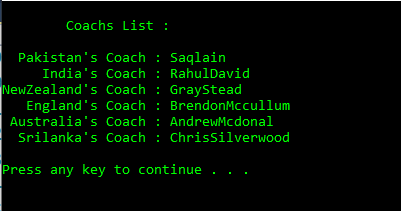 Coachs List :
Pakistan's Coach : Saqlain
India's Coach : RahulDavid
NewZealand's Coach : GrayStead
England's Coach : BrendonMccullum
Australia's Coach : AndrewMcdonal
Srilanka's Coach : ChrisSilverwood
Press any key to continue . . .